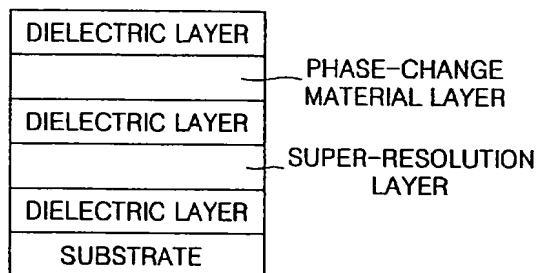 DIELECTRIC LAYER
PHASE-CHANGE
MATERIAL LAYER
DIELECTRIC LAYER
SUPER-RESOLUTION
LAYER
DIELECTRIC LAYER
SUBSTRATE